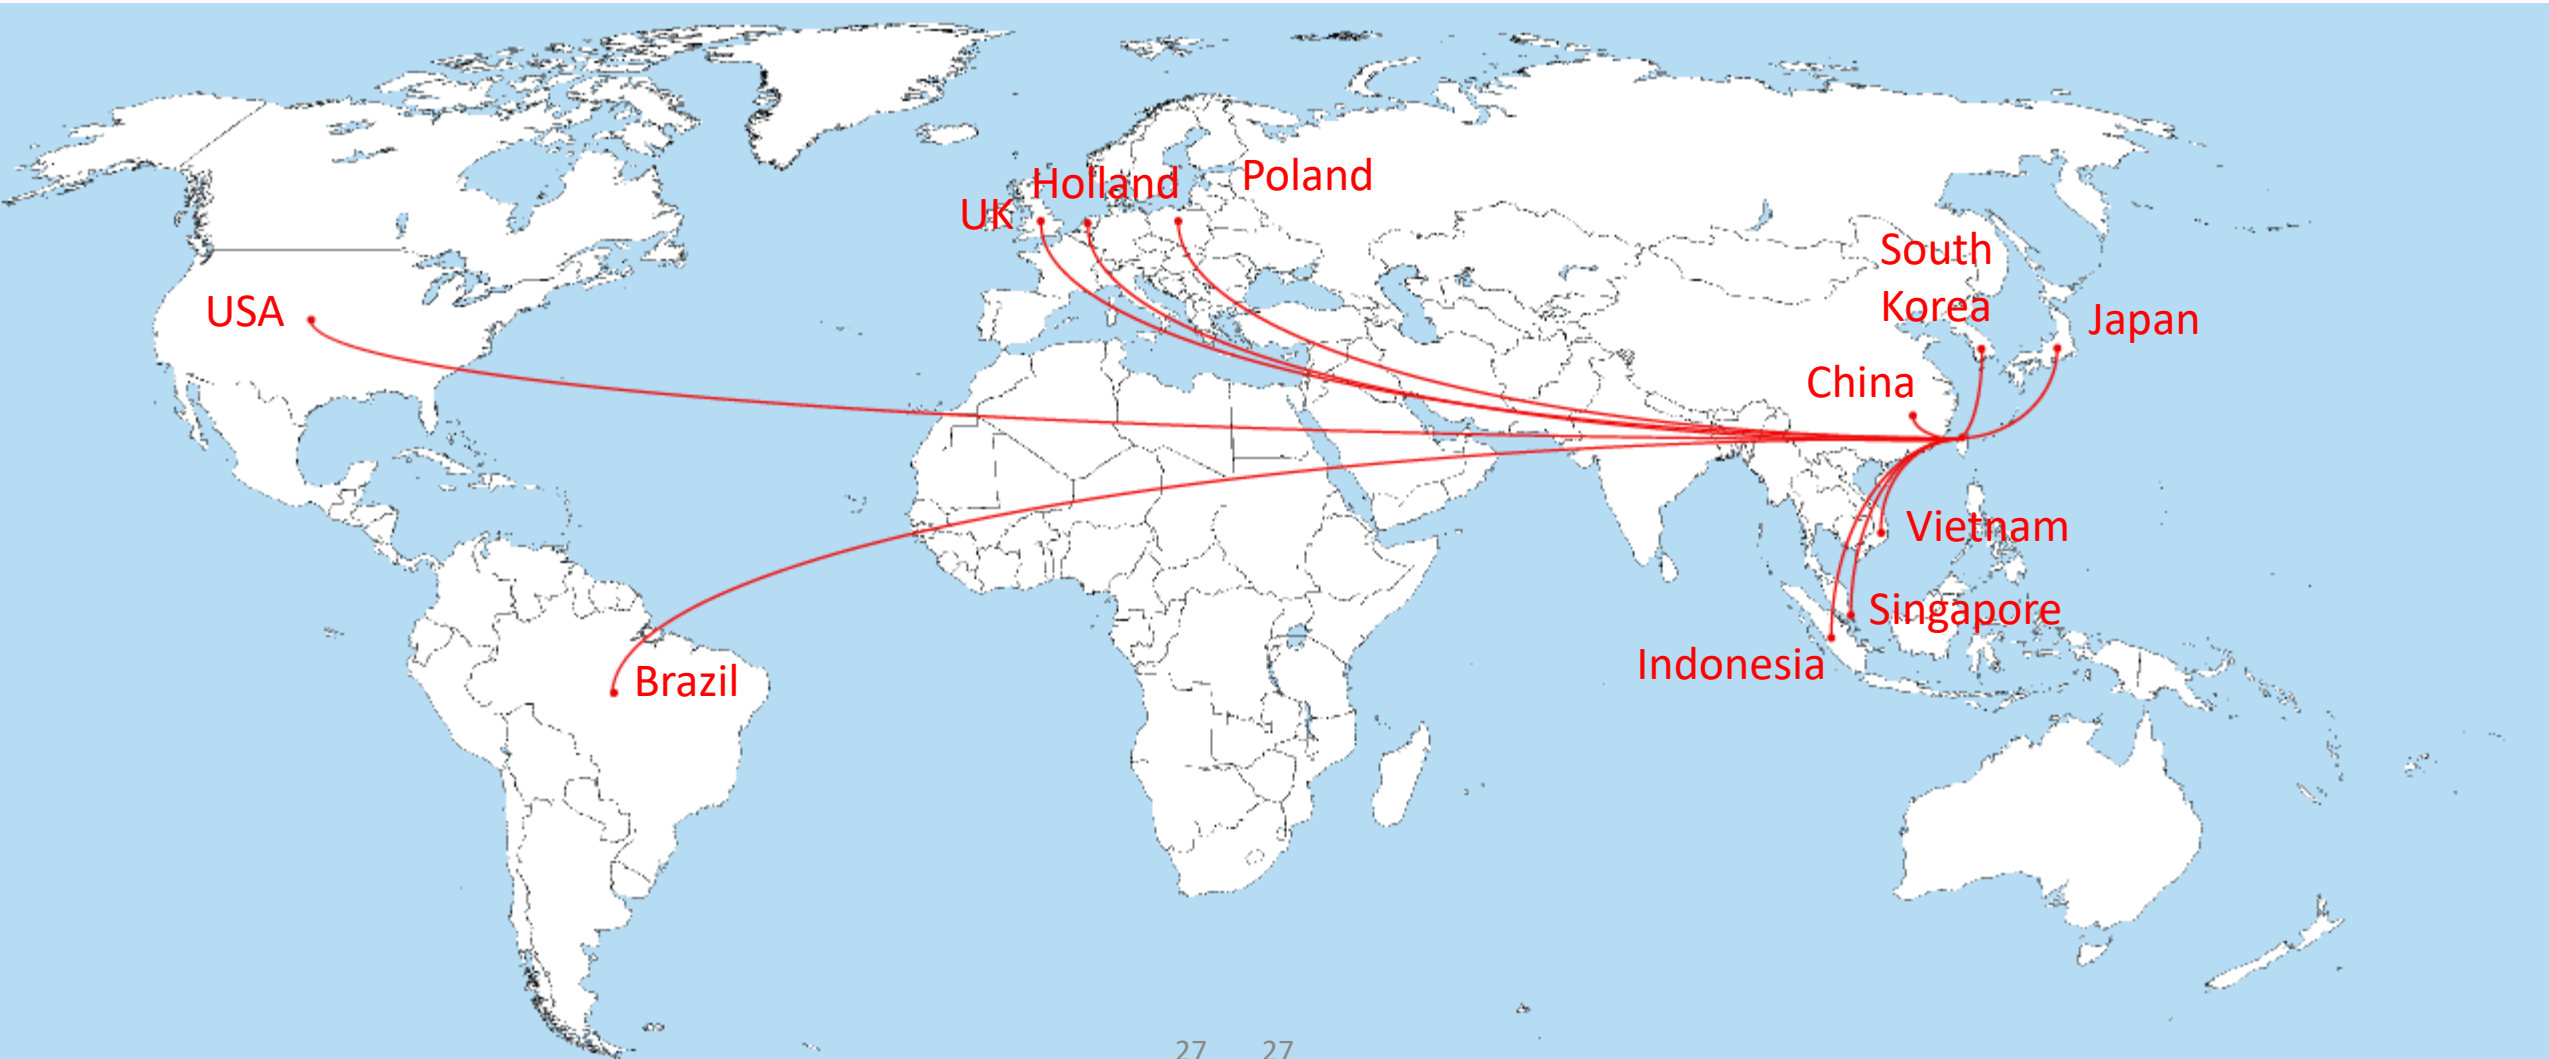 Holland
Poland
UK
South
Korea
USA
Japan
China
Vietnam
Singapore
Indonesia
Brazil
27 27